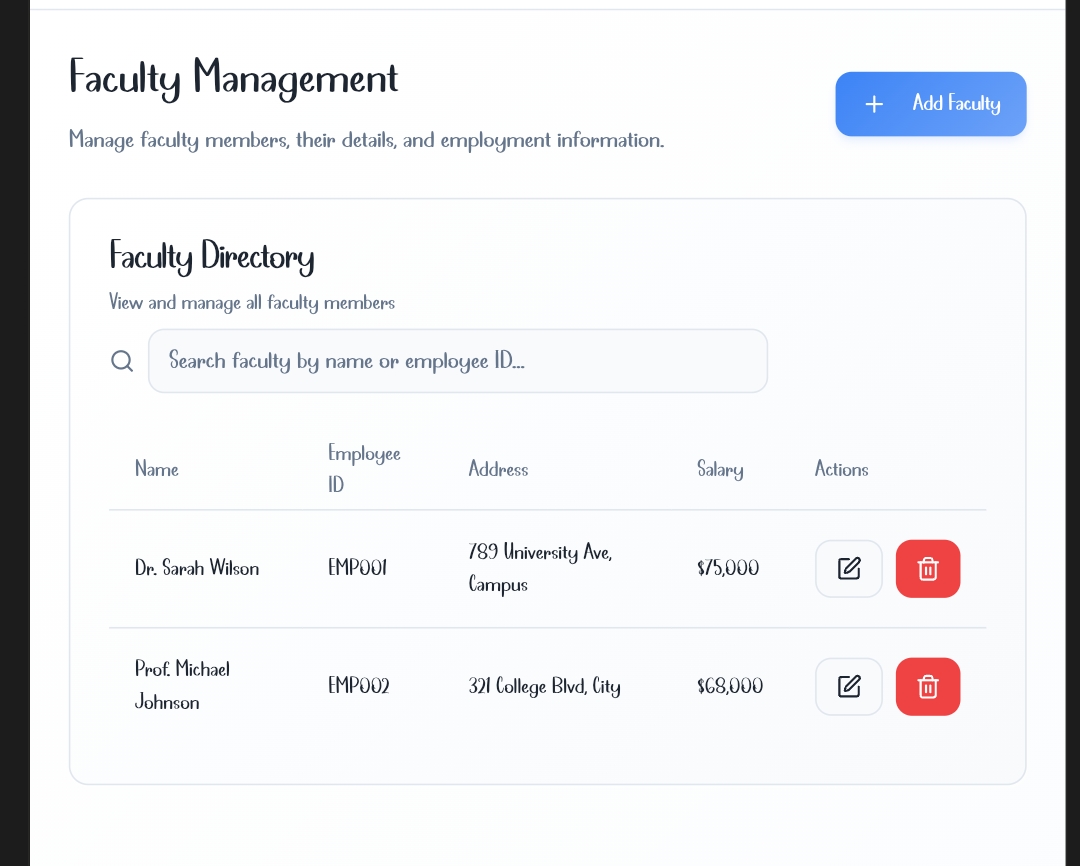 Faculty Management
Manage faculty members, their details, and employment information.
Add Faculty
Faculty Directory
View and manage all faculty members
Search faculty by name or employee ID...
Name
Employee
ID
Address
Salary
Actions
Dr. Sarah Wilson
EMP001
789 University Ave,
Campus
$75,000
Prof. Michael
Johnson
EMP002
321 College Blvd, City
$68,000